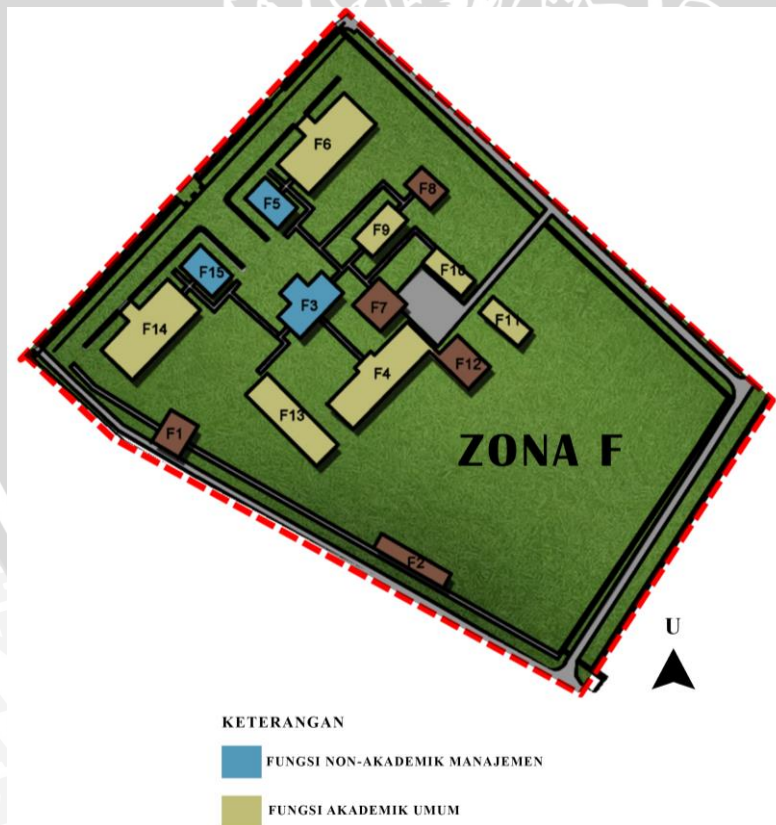 F6
F8
F5
F9
F10
F15
F3
F7
F11
F14
F4
F12
F13
F1
ZONA F
F2
U
KETERANGAN
FUNGSI NON-AKADEMIK MANAJEMEN
FUNGSI AKADEMIK UMUM